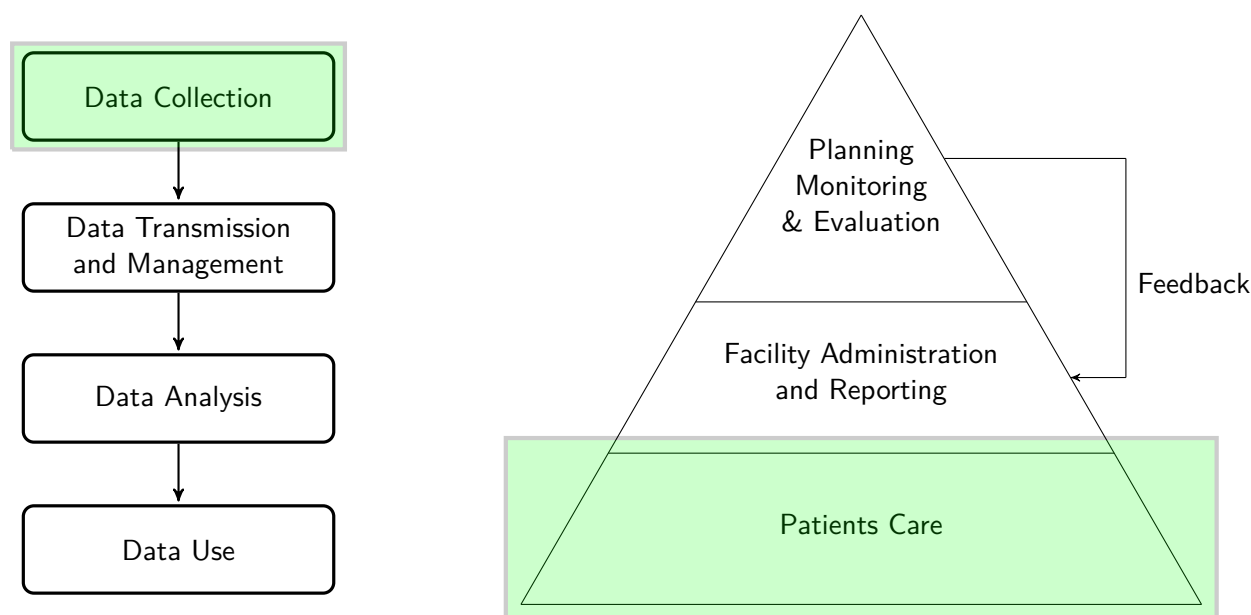 Data Collection
Data Transmission
and Management
Data Analysis
Data Use
Planning
Monitoring
& Evaluation
Feedback
Facility Administration
and Reporting
Patients Care